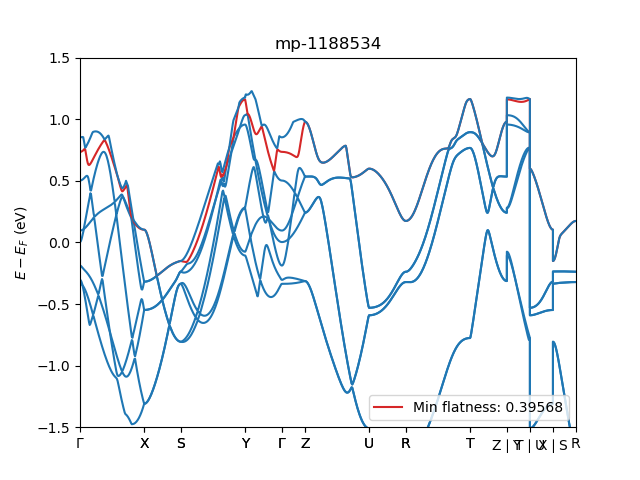 mp-1188534
E − E_F (eV)
1.5
1.0
0.5
0.0
−0.5
−1.0
−1.5
Min flatness: 0.39568
Γ X S Y Γ Z U R T Z | Y T | U X | S R